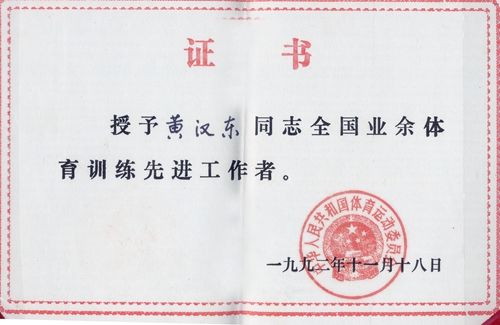 证书
授予黄汉东同志全国业余体
育训练先进工作者。
中华人民共和国体育运动委员会
一九九二年十一月十八日